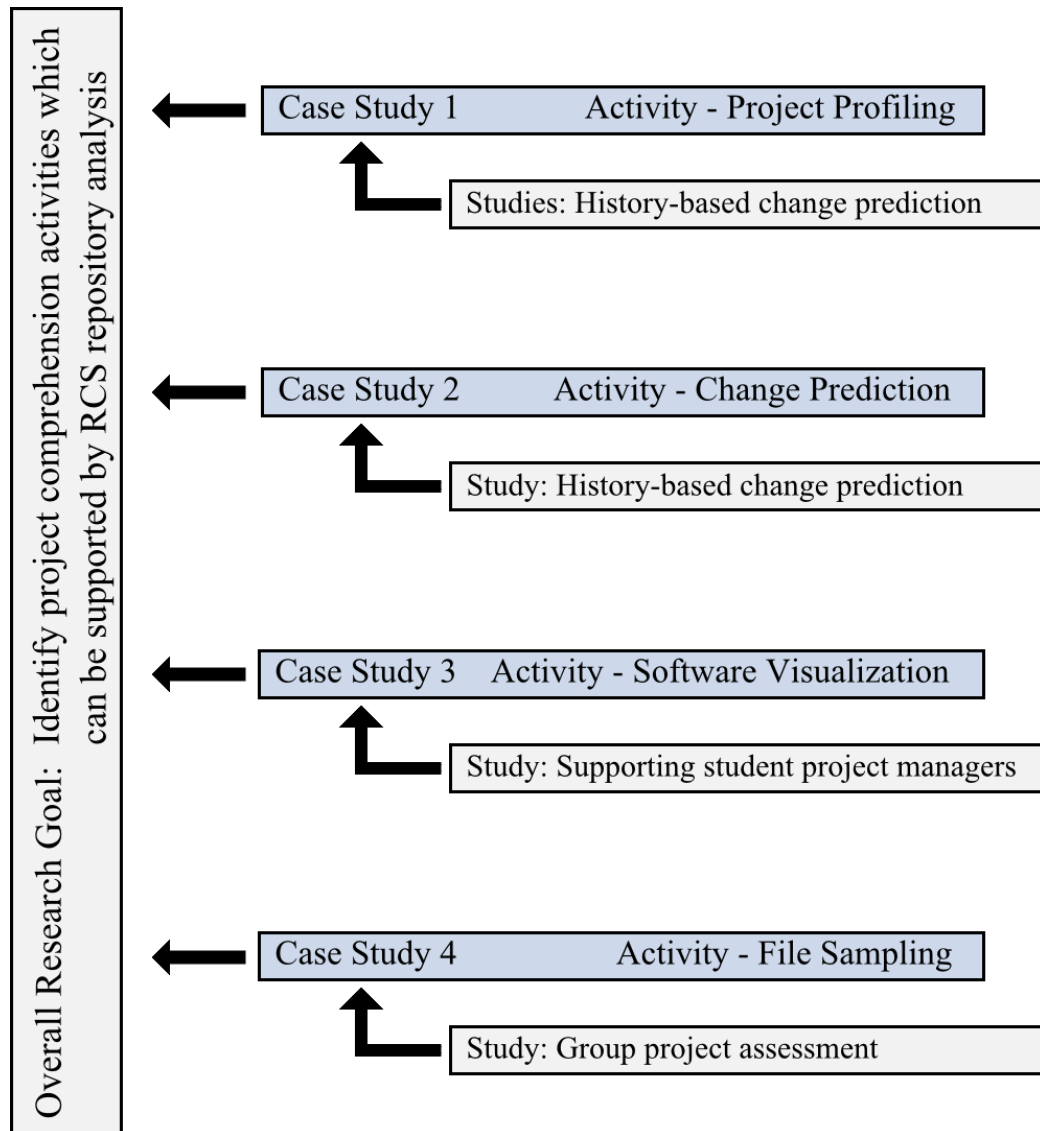 Overall Research Goal: Identify project comprehension activities which
can be supported by RCS repository analysis
Case Study 1 Activity - Project Profiling
Studies: History-based change prediction
Case Study 2 Activity - Change Prediction
Study: History-based change prediction
Case Study 3 Activity - Software Visualization
Study: Supporting student project managers
Case Study 4 Activity - File Sampling
Study: Group project assessment